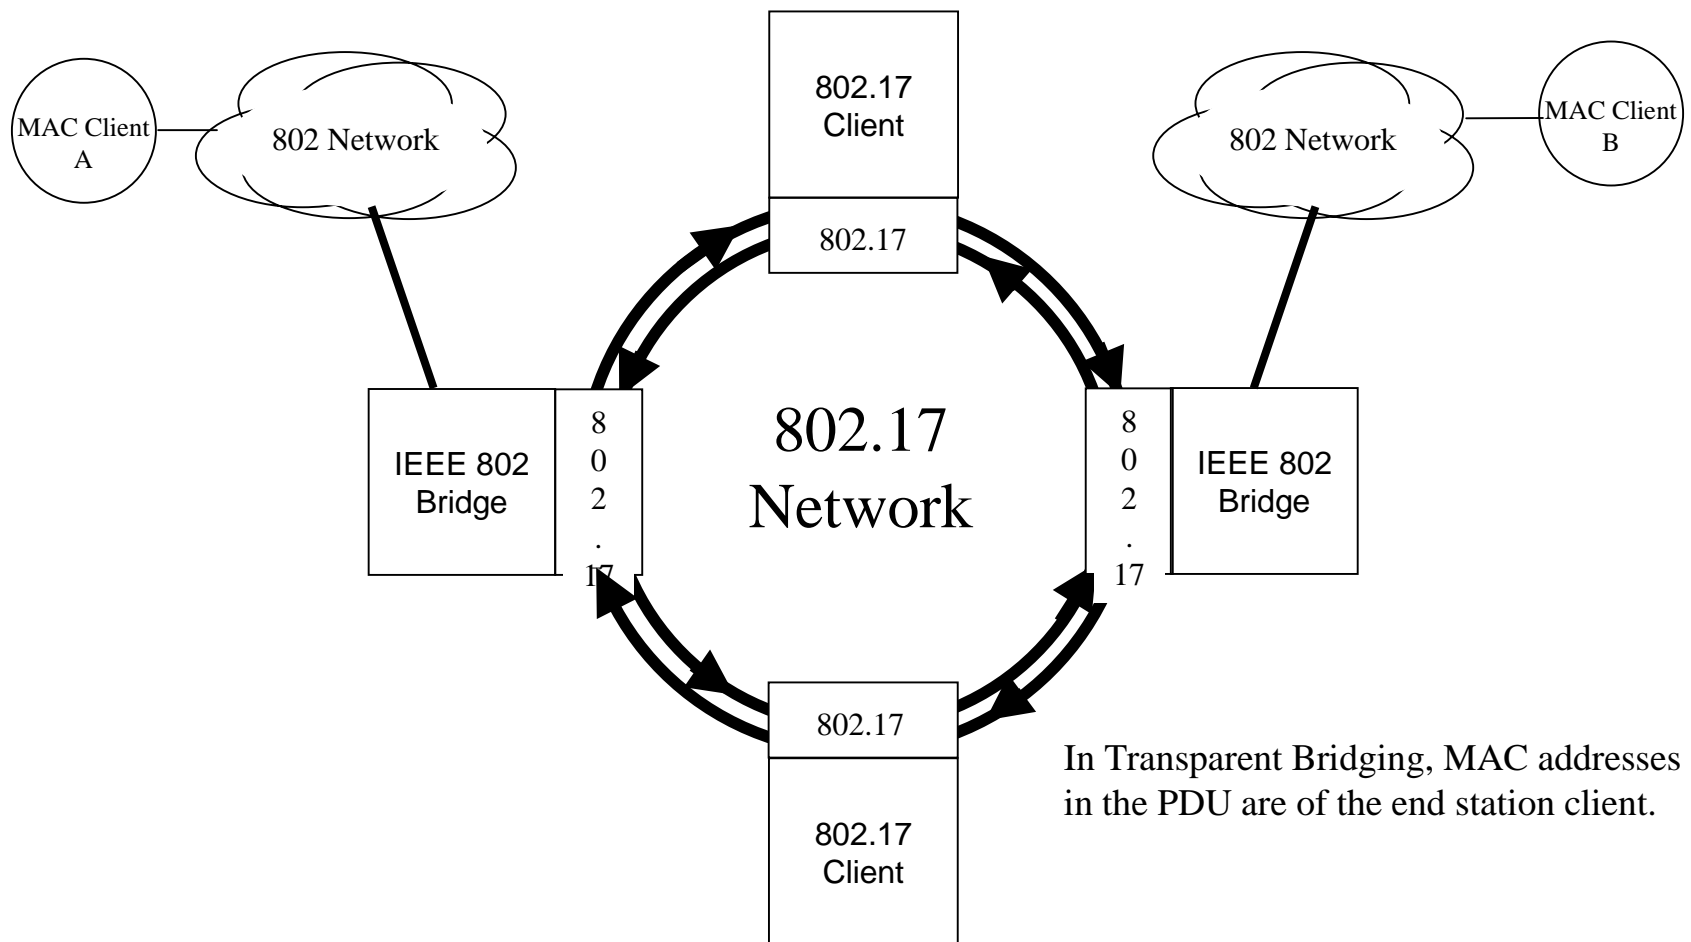 802.17
Client
MAC Client
A
802 Network
802 Network
MAC Client
B
802.17
IEEE 802
Bridge
8
0
2
.
17
802.17
Network
8
0
2
.
17
IEEE 802
Bridge
802.17
802.17
Client
In Transparent Bridging, MAC addresses
in the PDU are of the end station client.